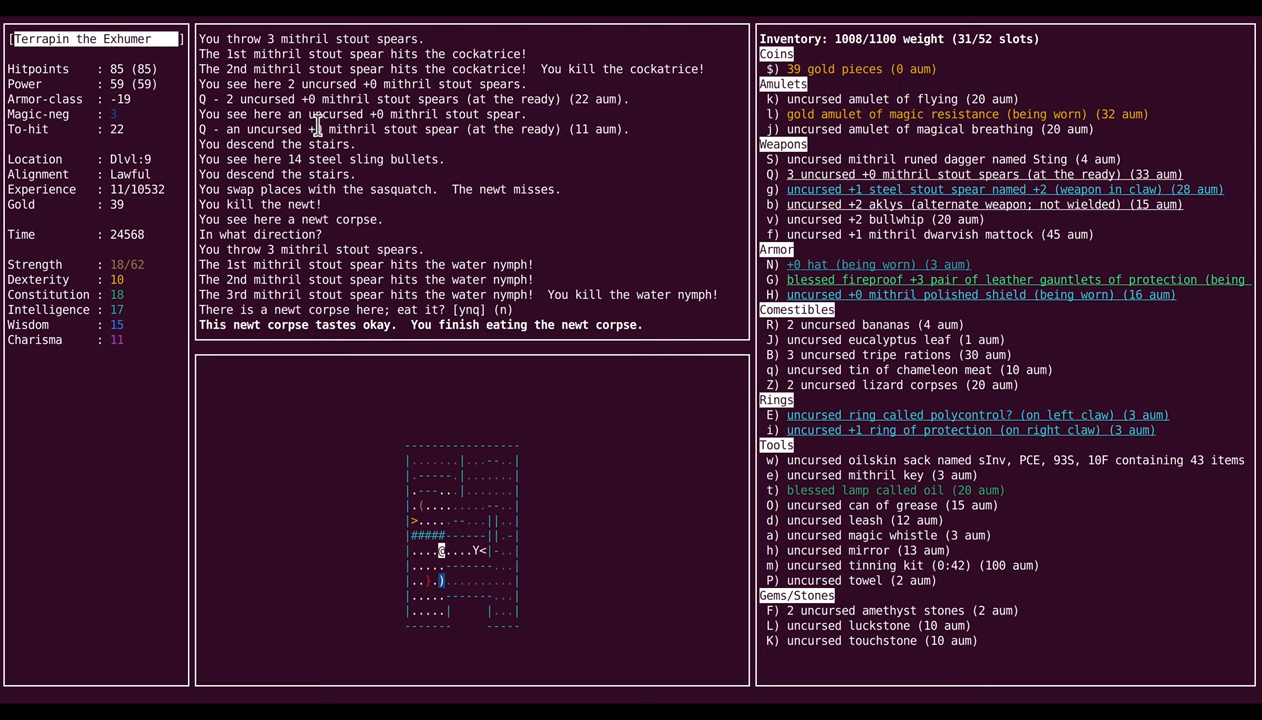 [Terrapin the Exhumer ]
Hitpoints : 85 (85)
Power : 59 (59)
Armor-class : -19
Magic-neg : 3
To-hit : 22
Location : Dlvl:9
Alignment : Lawful
Experience : 11/10532
Gold : 39
Time : 24568
Strength : 18/62
Dexterity : 10
Constitution : 18
Intelligence : 17
Wisdom : 15
Charisma : 11
You throw 3 mithril stout spears.
The 1st mithril stout spear hits the cockatrice!
The 2nd mithril stout spear hits the cockatrice!  You kill the cockatrice!
You see here 2 uncursed +0 mithril stout spears.
Q - 2 uncursed +0 mithril stout spears (at the ready) (22 aum).
You see here an uncursed +0 mithril stout spear.
Q - an uncursed mithril stout spear (at the ready) (11 aum).
You descend the stairs.
You see here 14 steel sling bullets.
You descend the stairs.
You swap places with the sasquatch.  The newt misses.
You kill the newt!
You see here a newt corpse.
In what direction?
You throw 3 mithril stout spears.
The 1st mithril stout spear hits the water nymph!
The 2nd mithril stout spear hits the water nymph!
The 3rd mithril stout spear hits the water nymph!  You kill the water nymph!
There is a newt corpse here; eat it? [ynq] (n)
This newt corpse tastes okay.  You finish eating the newt corpse.
----------------
|.......|...--..|
|.-----.|.......|
|.---...|.......|
|.(.........--..|
|>.....--...||..|
|#####------||.-|
|....@....Y<|-..|
|.....------...|
|..}.)..........|
|.....------...|
|.....|     |...|
-------     -----
Inventory: 1008/1100 weight (31/52 slots)
Coins
$) 39 gold pieces (0 aum)
Amulets
k) uncursed amulet of flying (20 aum)
l) gold amulet of magic resistance (being worn) (32 aum)
j) uncursed amulet of magical breathing (20 aum)
Weapons
S) uncursed mithril runed dagger named Sting (4 aum)
Q) 3 uncursed +0 mithril stout spears (at the ready) (33 aum)
g) uncursed +1 steel stout spear named +2 (weapon in claw) (28 aum)
b) uncursed +2 aklys (alternate weapon; not wielded) (15 aum)
v) uncursed +2 bullwhip (20 aum)
f) uncursed +1 mithril dwarvish mattock (45 aum)
Armor
N) +0 hat (being worn) (3 aum)
G) blessed fireproof +3 pair of leather gauntlets of protection (being
H) uncursed +0 mithril polished shield (being worn) (16 aum)
Comestibles
R) 2 uncursed bananas (4 aum)
J) uncursed eucalyptus leaf (1 aum)
B) 3 uncursed tripe rations (30 aum)
q) uncursed tin of chameleon meat (10 aum)
Z) 2 uncursed lizard corpses (20 aum)
Rings
E) uncursed ring called polycontrol? (on left claw) (3 aum)
i) uncursed +1 ring of protection (on right claw) (3 aum)
Tools
w) uncursed oilskin sack named sInv, PCE, 93S, 10F containing 43 items
e) uncursed mithril key (3 aum)
t) blessed lamp called oil (20 aum)
O) uncursed can of grease (15 aum)
d) uncursed leash (12 aum)
a) uncursed magic whistle (3 aum)
h) uncursed mirror (13 aum)
m) uncursed tinning kit (0:42) (100 aum)
P) uncursed towel (2 aum)
Gems/Stones
F) 2 uncursed amethyst stones (2 aum)
L) uncursed luckstone (10 aum)
K) uncursed touchstone (10 aum)